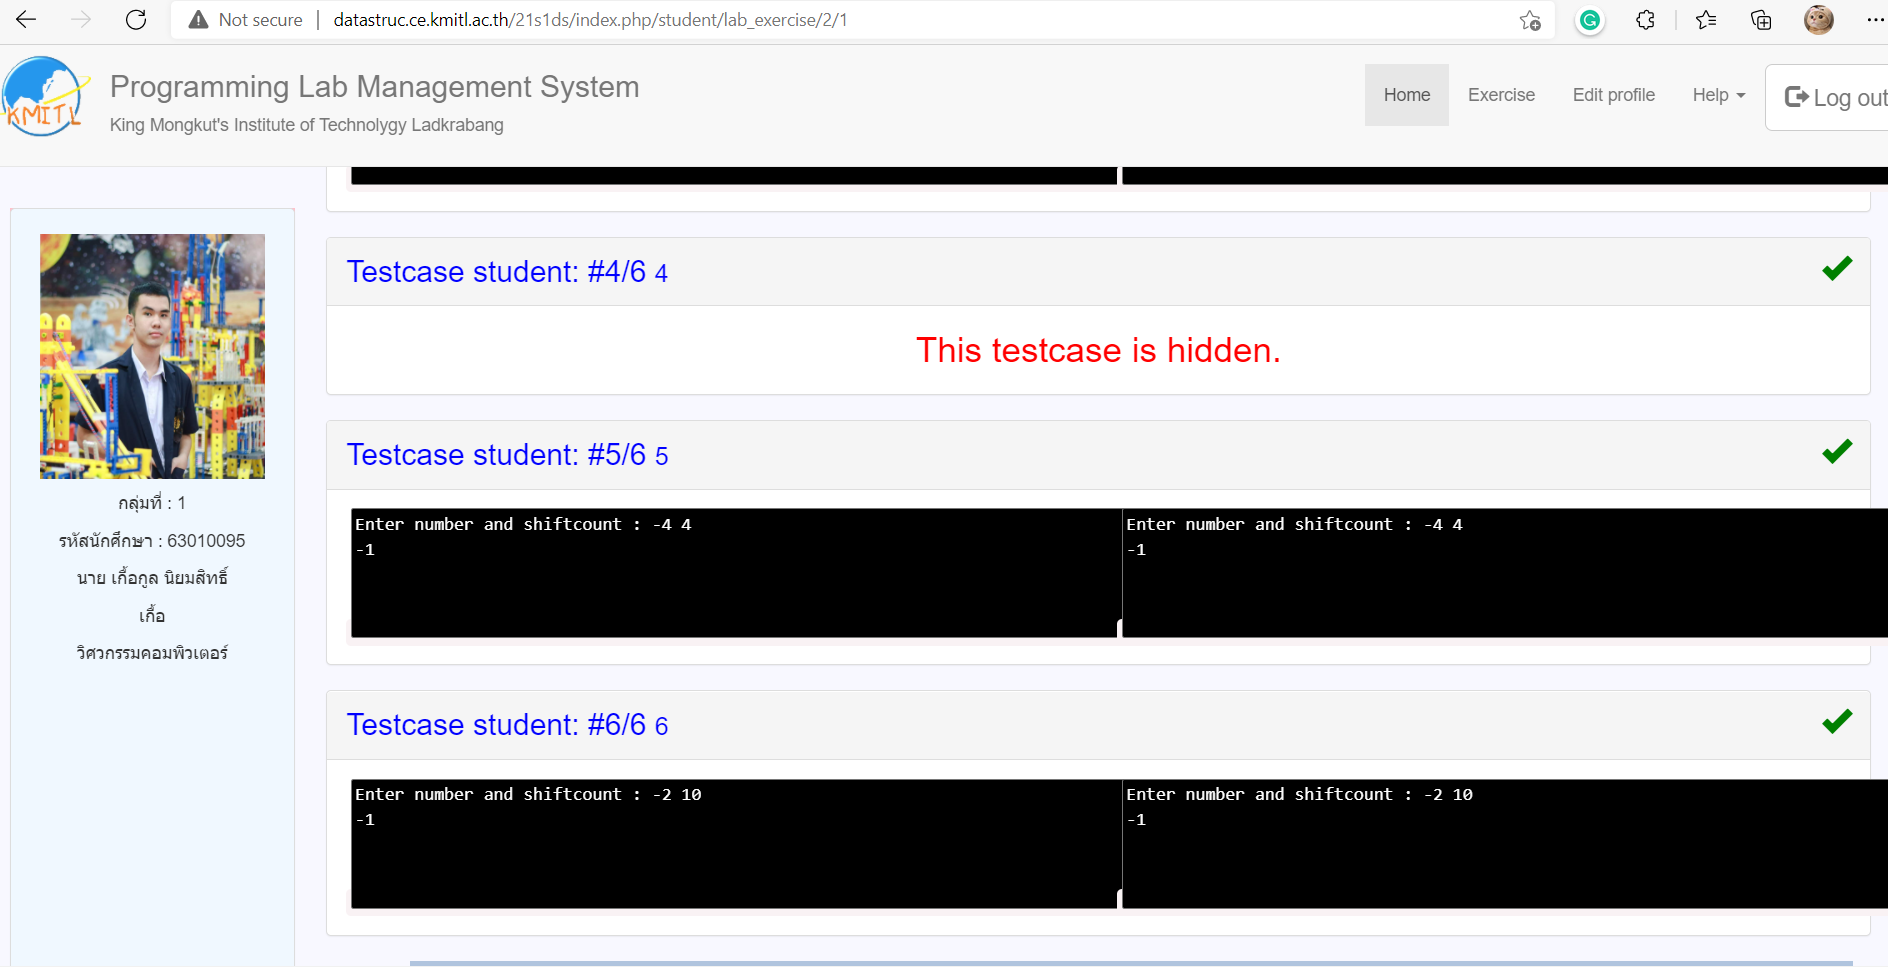 Not secure | datastruc.ce.kmitl.ac.th/21s1ds/index.php/student/lab_exercise/2/1
KMITL
Programming Lab Management System
King Mongkut's Institute of Technolygy Ladkrabang
Home Exercise Edit profile Help Log out
Testcase student: #4/6 4
This testcase is hidden.
Testcase student: #5/6 5
Enter number and shiftcount : -4 4
-1
Enter number and shiftcount : -4 4
-1
Testcase student: #6/6 6
Enter number and shiftcount : -2 10
-1
Enter number and shiftcount : -2 10
-1
กลุ่มที่ : 1
รหัสนักศึกษา : 63010095
นาย เกื้อกูล นิยมสิทธิ์
เกื้อ
วิศวกรรมคอมพิวเตอร์